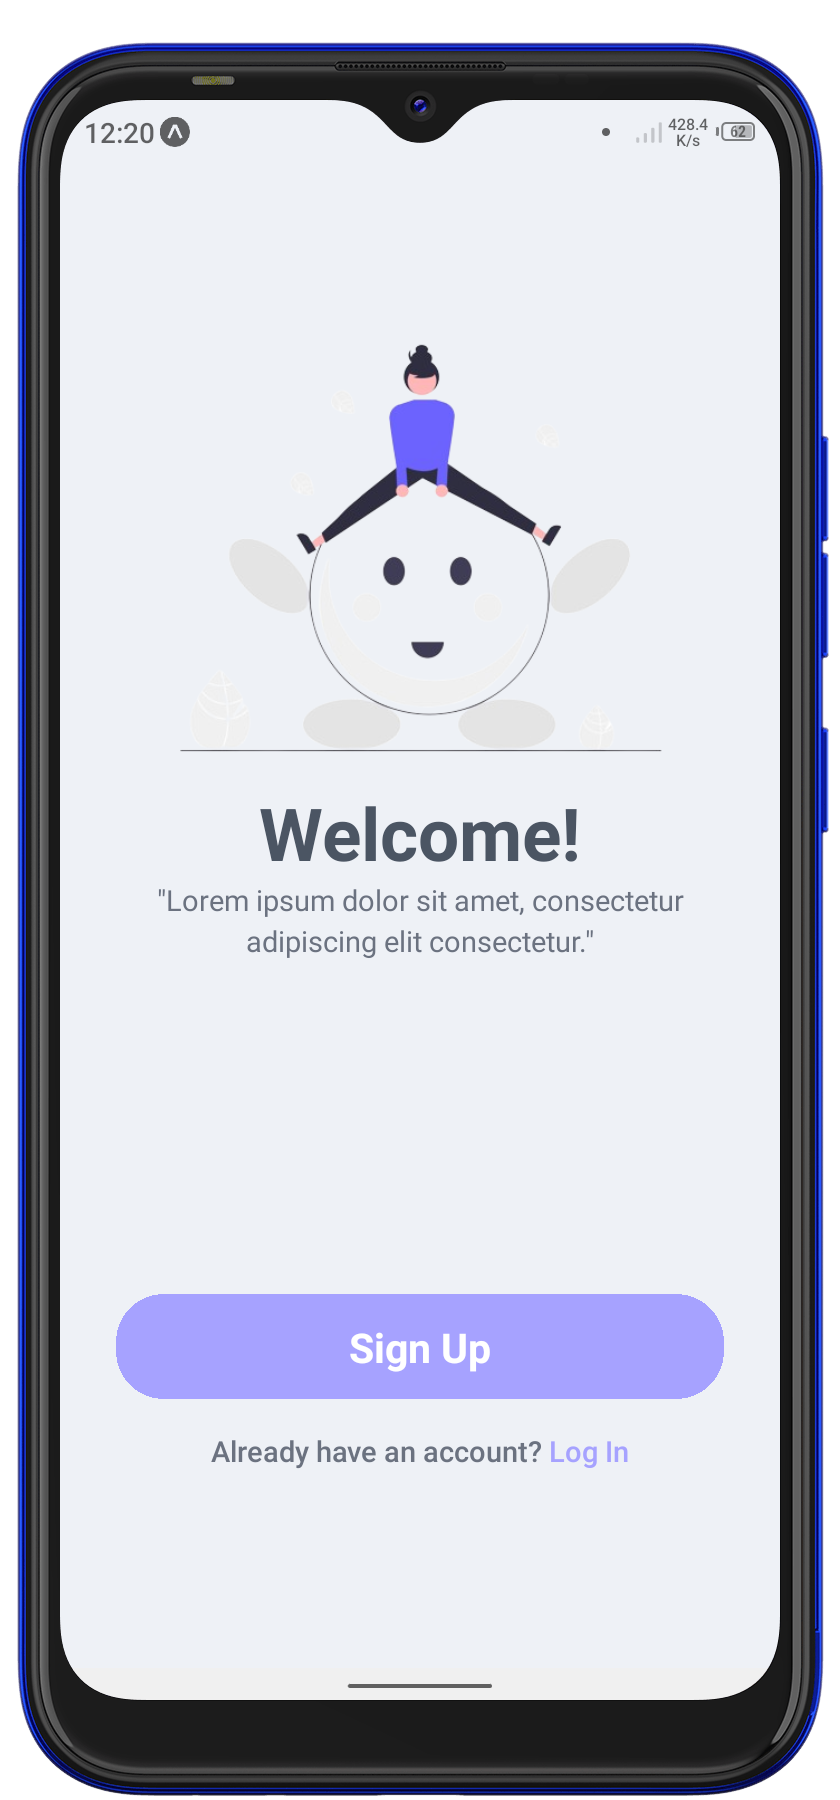 12:20
428.4
K/s
62
Welcome!
"Lorem ipsum dolor sit amet, consectetur
adipiscing elit consectetur."
Sign Up
Already have an account? Log In